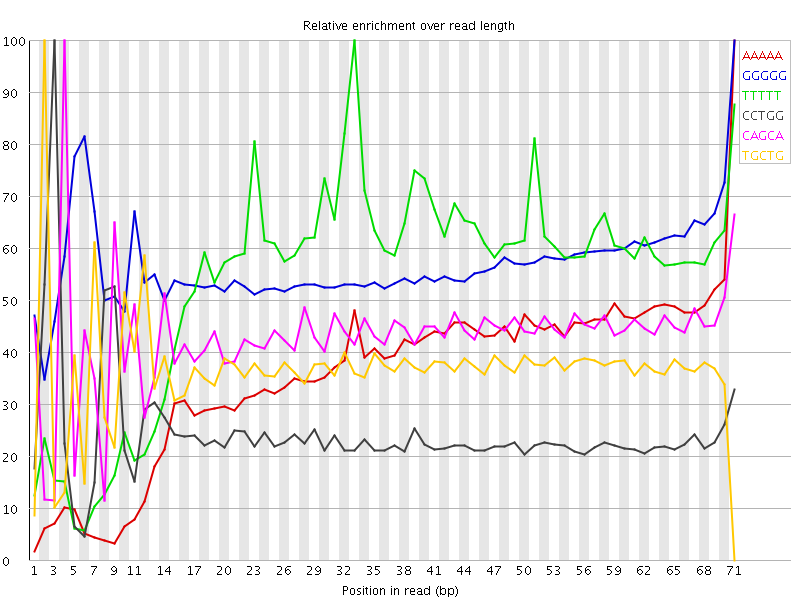 Relative enrichment over read length
100
90
80
70
60
50
40
30
20
10
0
AAAAA
GGGGG
TTTTT
CCTGG
CAGCA
TGCTG
1 3 5 7 9 11 14 17 20 23 26 29 32 35 38 41 44 47 50 53 56 59 62 65 68 71
Position in read (bp)